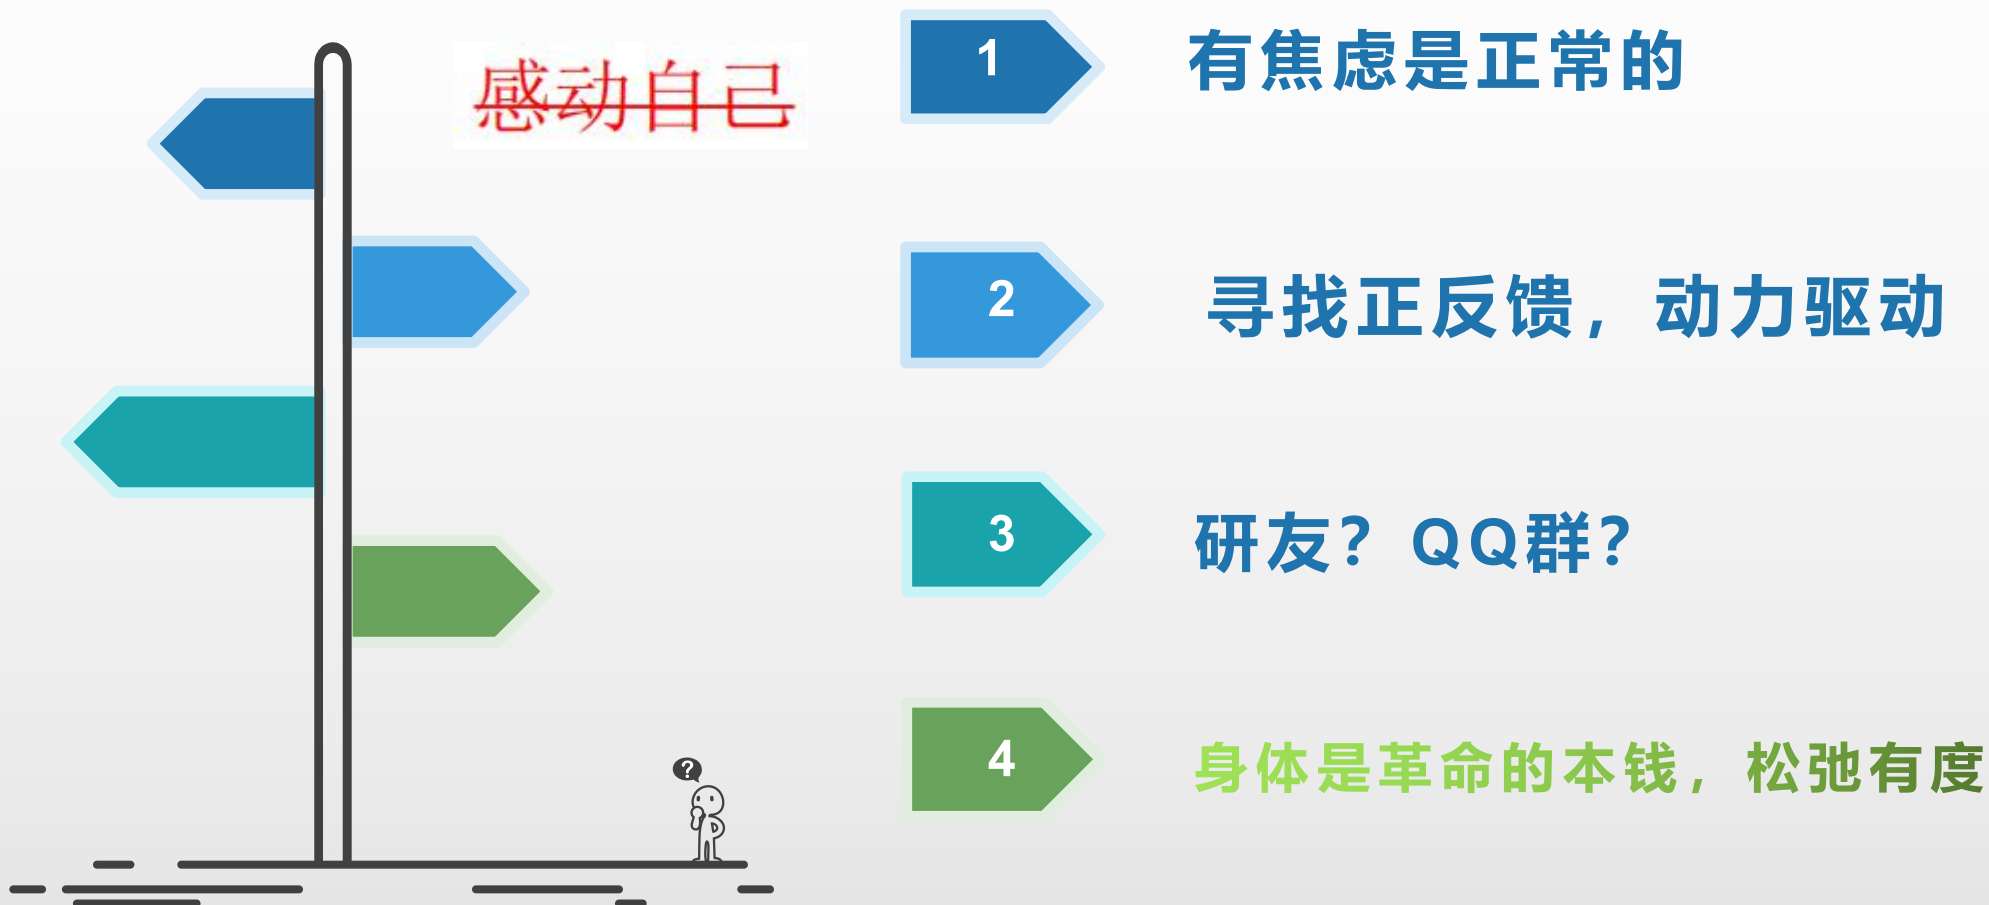 感动自己
1 有焦虑是正常的
2 寻找正反馈，动力驱动
3 研友？QQ群？
4 身体是革命的本钱，松弛有度
?